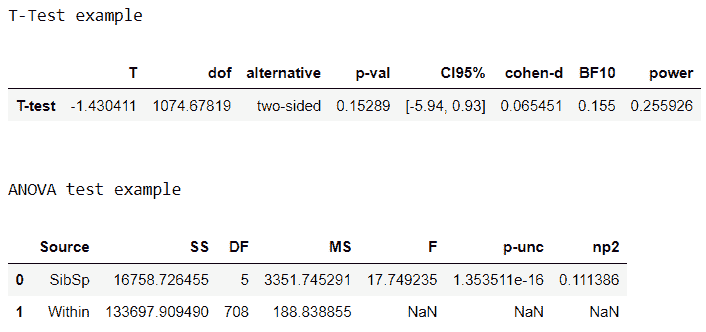 T-Test example
T dof alternative p-val CI95% cohen-d BF10 power
T-test -1.430411 1074.67819 two-sided 0.15289 [-5.94, 0.93] 0.065451 0.155 0.255926
ANOVA test example
Source SS DF MS F p-unc np2
0 SibSp 16758.726455 5 3351.745291 17.749235 1.353511e-16 0.111386
1 Within 133697.909490 708 188.838855 NaN NaN NaN